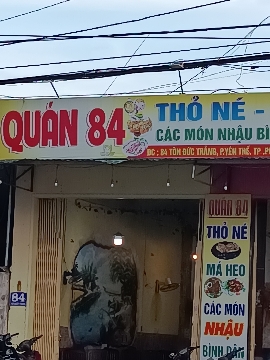 QUÁN 84
THỎ NÉ -
CÁC MÓN NHẬU BÌ
ĐC : 84 TÔN ĐỨC THẮNG, P.YÊN THẾ, TP .P
84
QUÁN 84
THỎ NÉ
MÁ HEO
CÁC MÓN
NHẬU
BÌNH DÂN